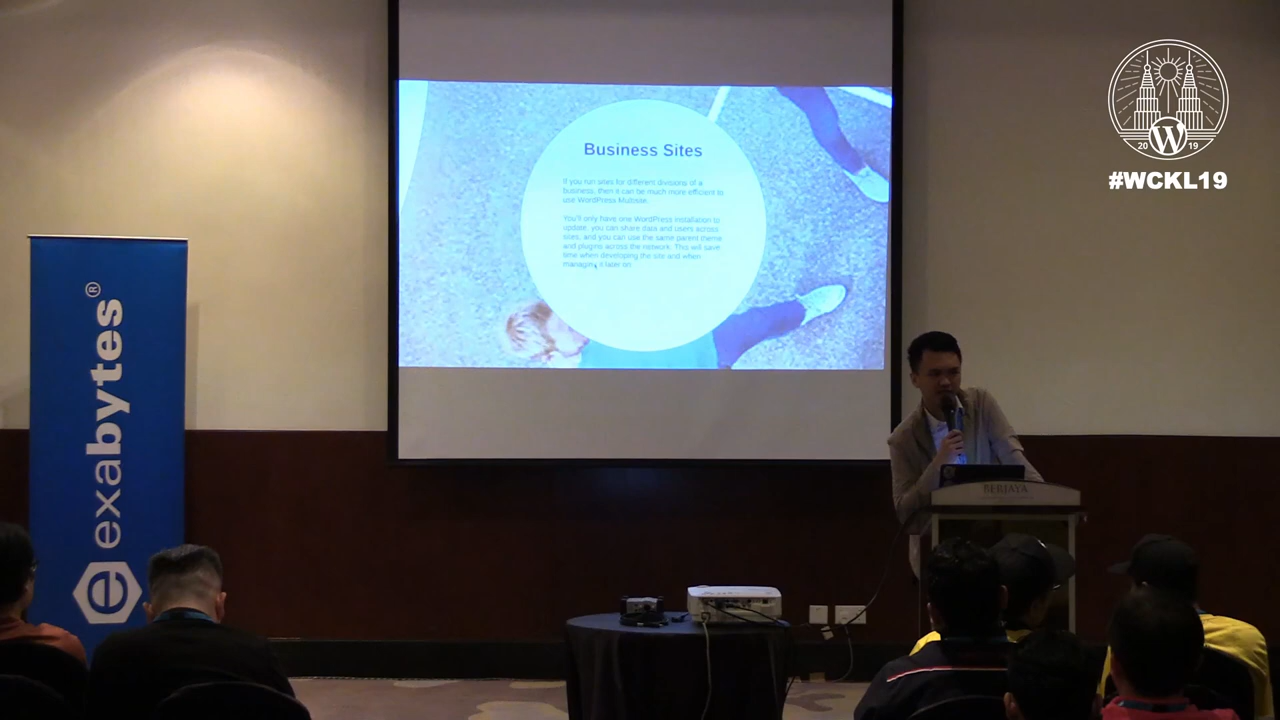 Business Sites
If you run sites for different divisions of a
business, then it can be much more efficient to
use WordPress Multisite.
You'll only have one WordPress installation to
update, you can share data and users across
sites, and you can use the same parent theme
and plugins across the network. This will save
time when developing the site and when
managing it later on.
20 W 19
#WCKL19
e exabytes®
BERJAYA